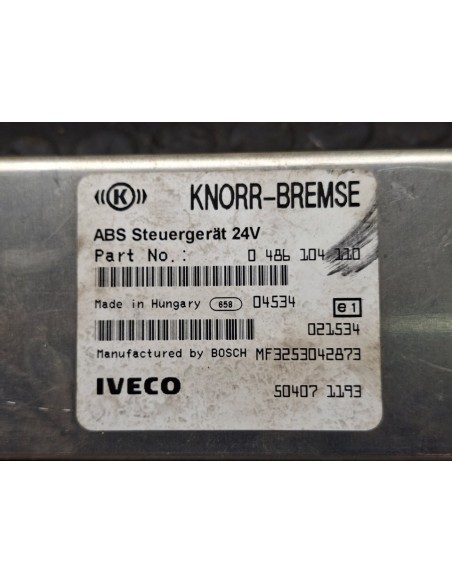 K KNORR-BREMSE
ABS Steuergerät 24V
Part No.: 0 486 104 110
Made in Hungary 658 04534 e1
021534
Manufactured by BOSCH MF3253042873
IVECO 50407 1193